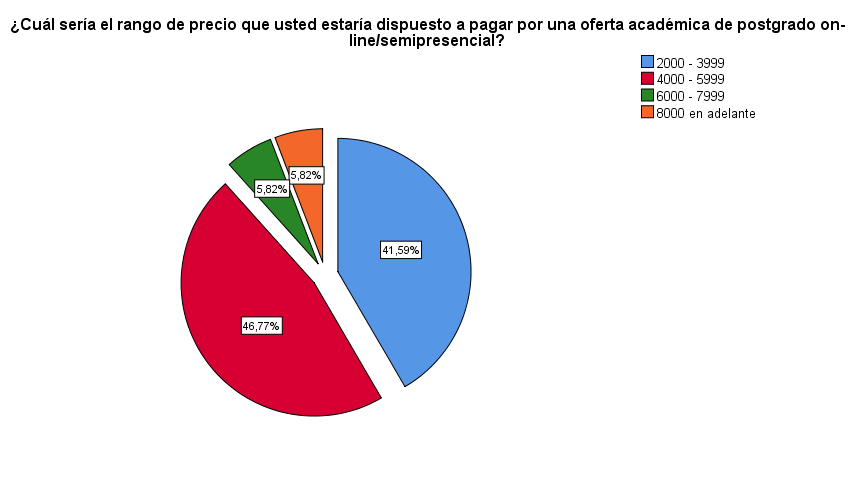 ¿Cuál sería el rango de precio que usted estaría dispuesto a pagar por una oferta académica de postgrado on-
line/semipresencial?
2000 - 3999
4000 - 5999
6000 - 7999
8000 en adelante
5,82%
5,82%
41,59%
46,77%